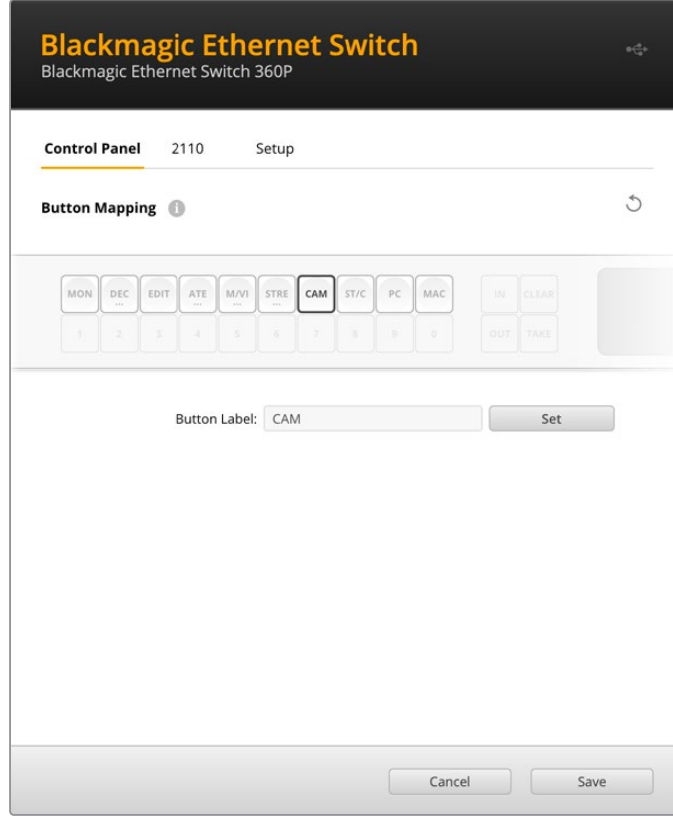 Blackmagic Ethernet Switch
Blackmagic Ethernet Switch 360P
Control Panel 2110 Setup
Button Mapping i
MON DEC ... EDIT ATE ... M/VI ... STRE ... CAM ST/C PC MAC IN CLEAR
1 2 3 4 5 6 7 8 9 0 OUT TAKE
Button Label: CAM Set
Cancel Save